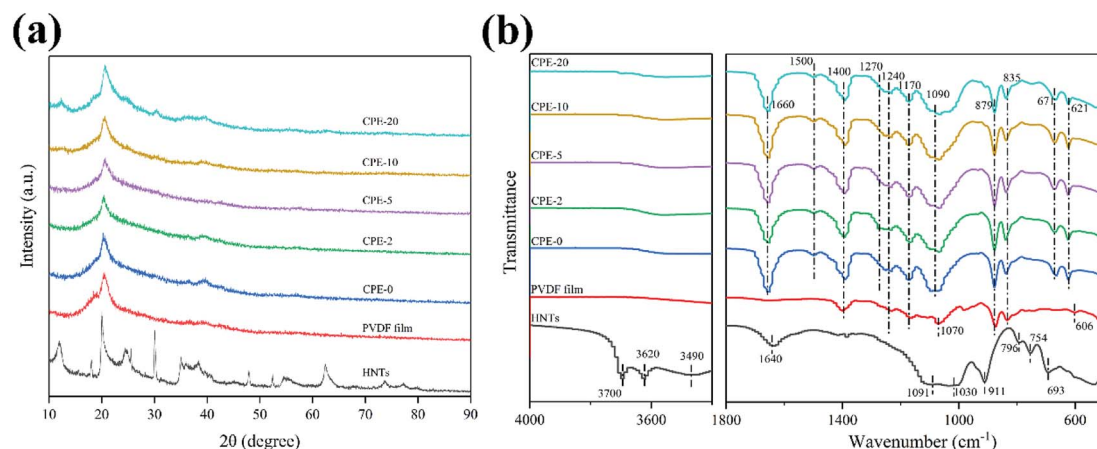 (a)
Intensity (a.u.)
CPE-20
CPE-10
CPE-5
CPE-2
CPE-0
PVDF film
HNTs
10 20 30 40 50 60 70 80 90
2θ (degree)
(b)
Transmittance
CPE-20
CPE-10
CPE-5
CPE-2
CPE-0
PVDF film
HNTs
3700
3620
3490
1500
1400
1270
1240
1170
1090
835
1660
879
671
621
1070
606
1640
1091
1030
911
796
754
693
4000 3600 1800 1400 1000 600
Wavenumber (cm⁻¹)